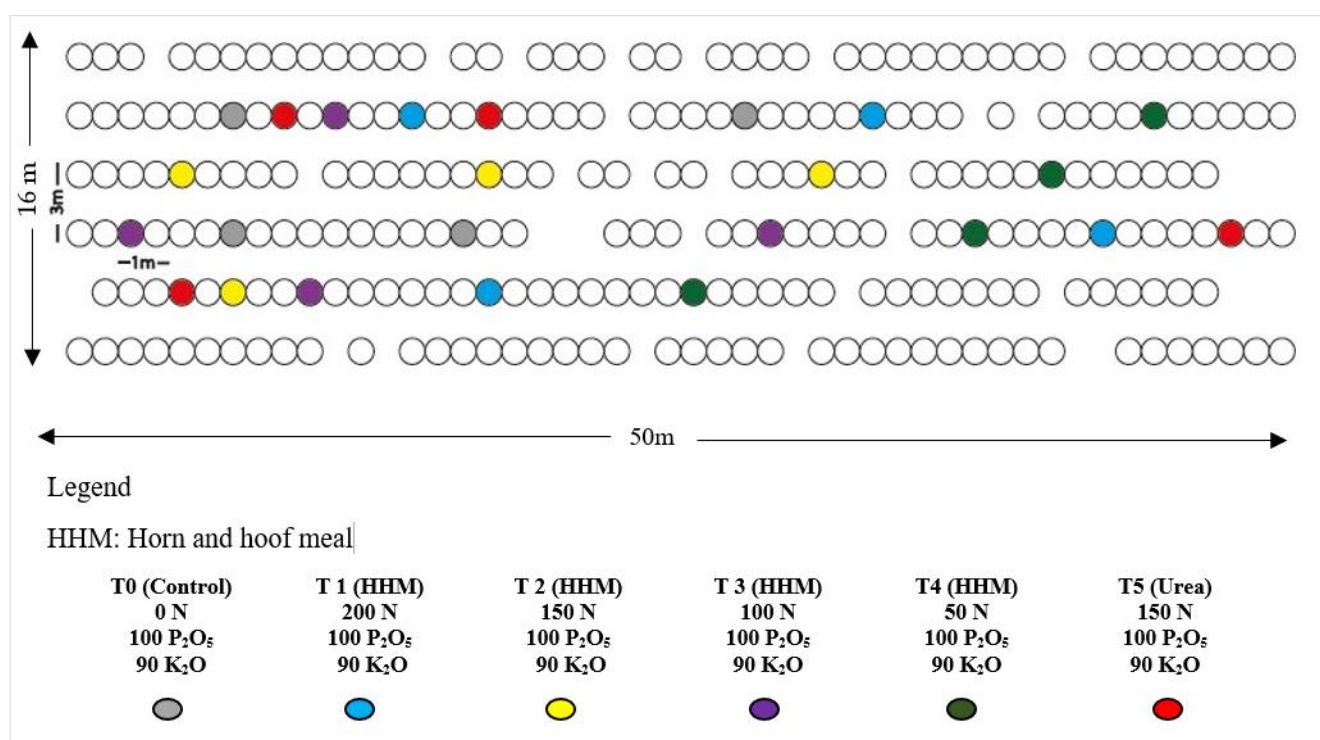 16 m
3m
1m
50m
Legend
HHM: Horn and hoof meal
T0 (Control) T 1 (HHM) T 2 (HHM) T 3 (HHM) T4 (HHM) T5 (Urea)
0 N 200 N 150 N 100 N 50 N 150 N
100 P₂O₅ 100 P₂O₅ 100 P₂O₅ 100 P₂O₅ 100 P₂O₅ 100 P₂O₅
90 K₂O 90 K₂O 90 K₂O 90 K₂O 90 K₂O 90 K₂O